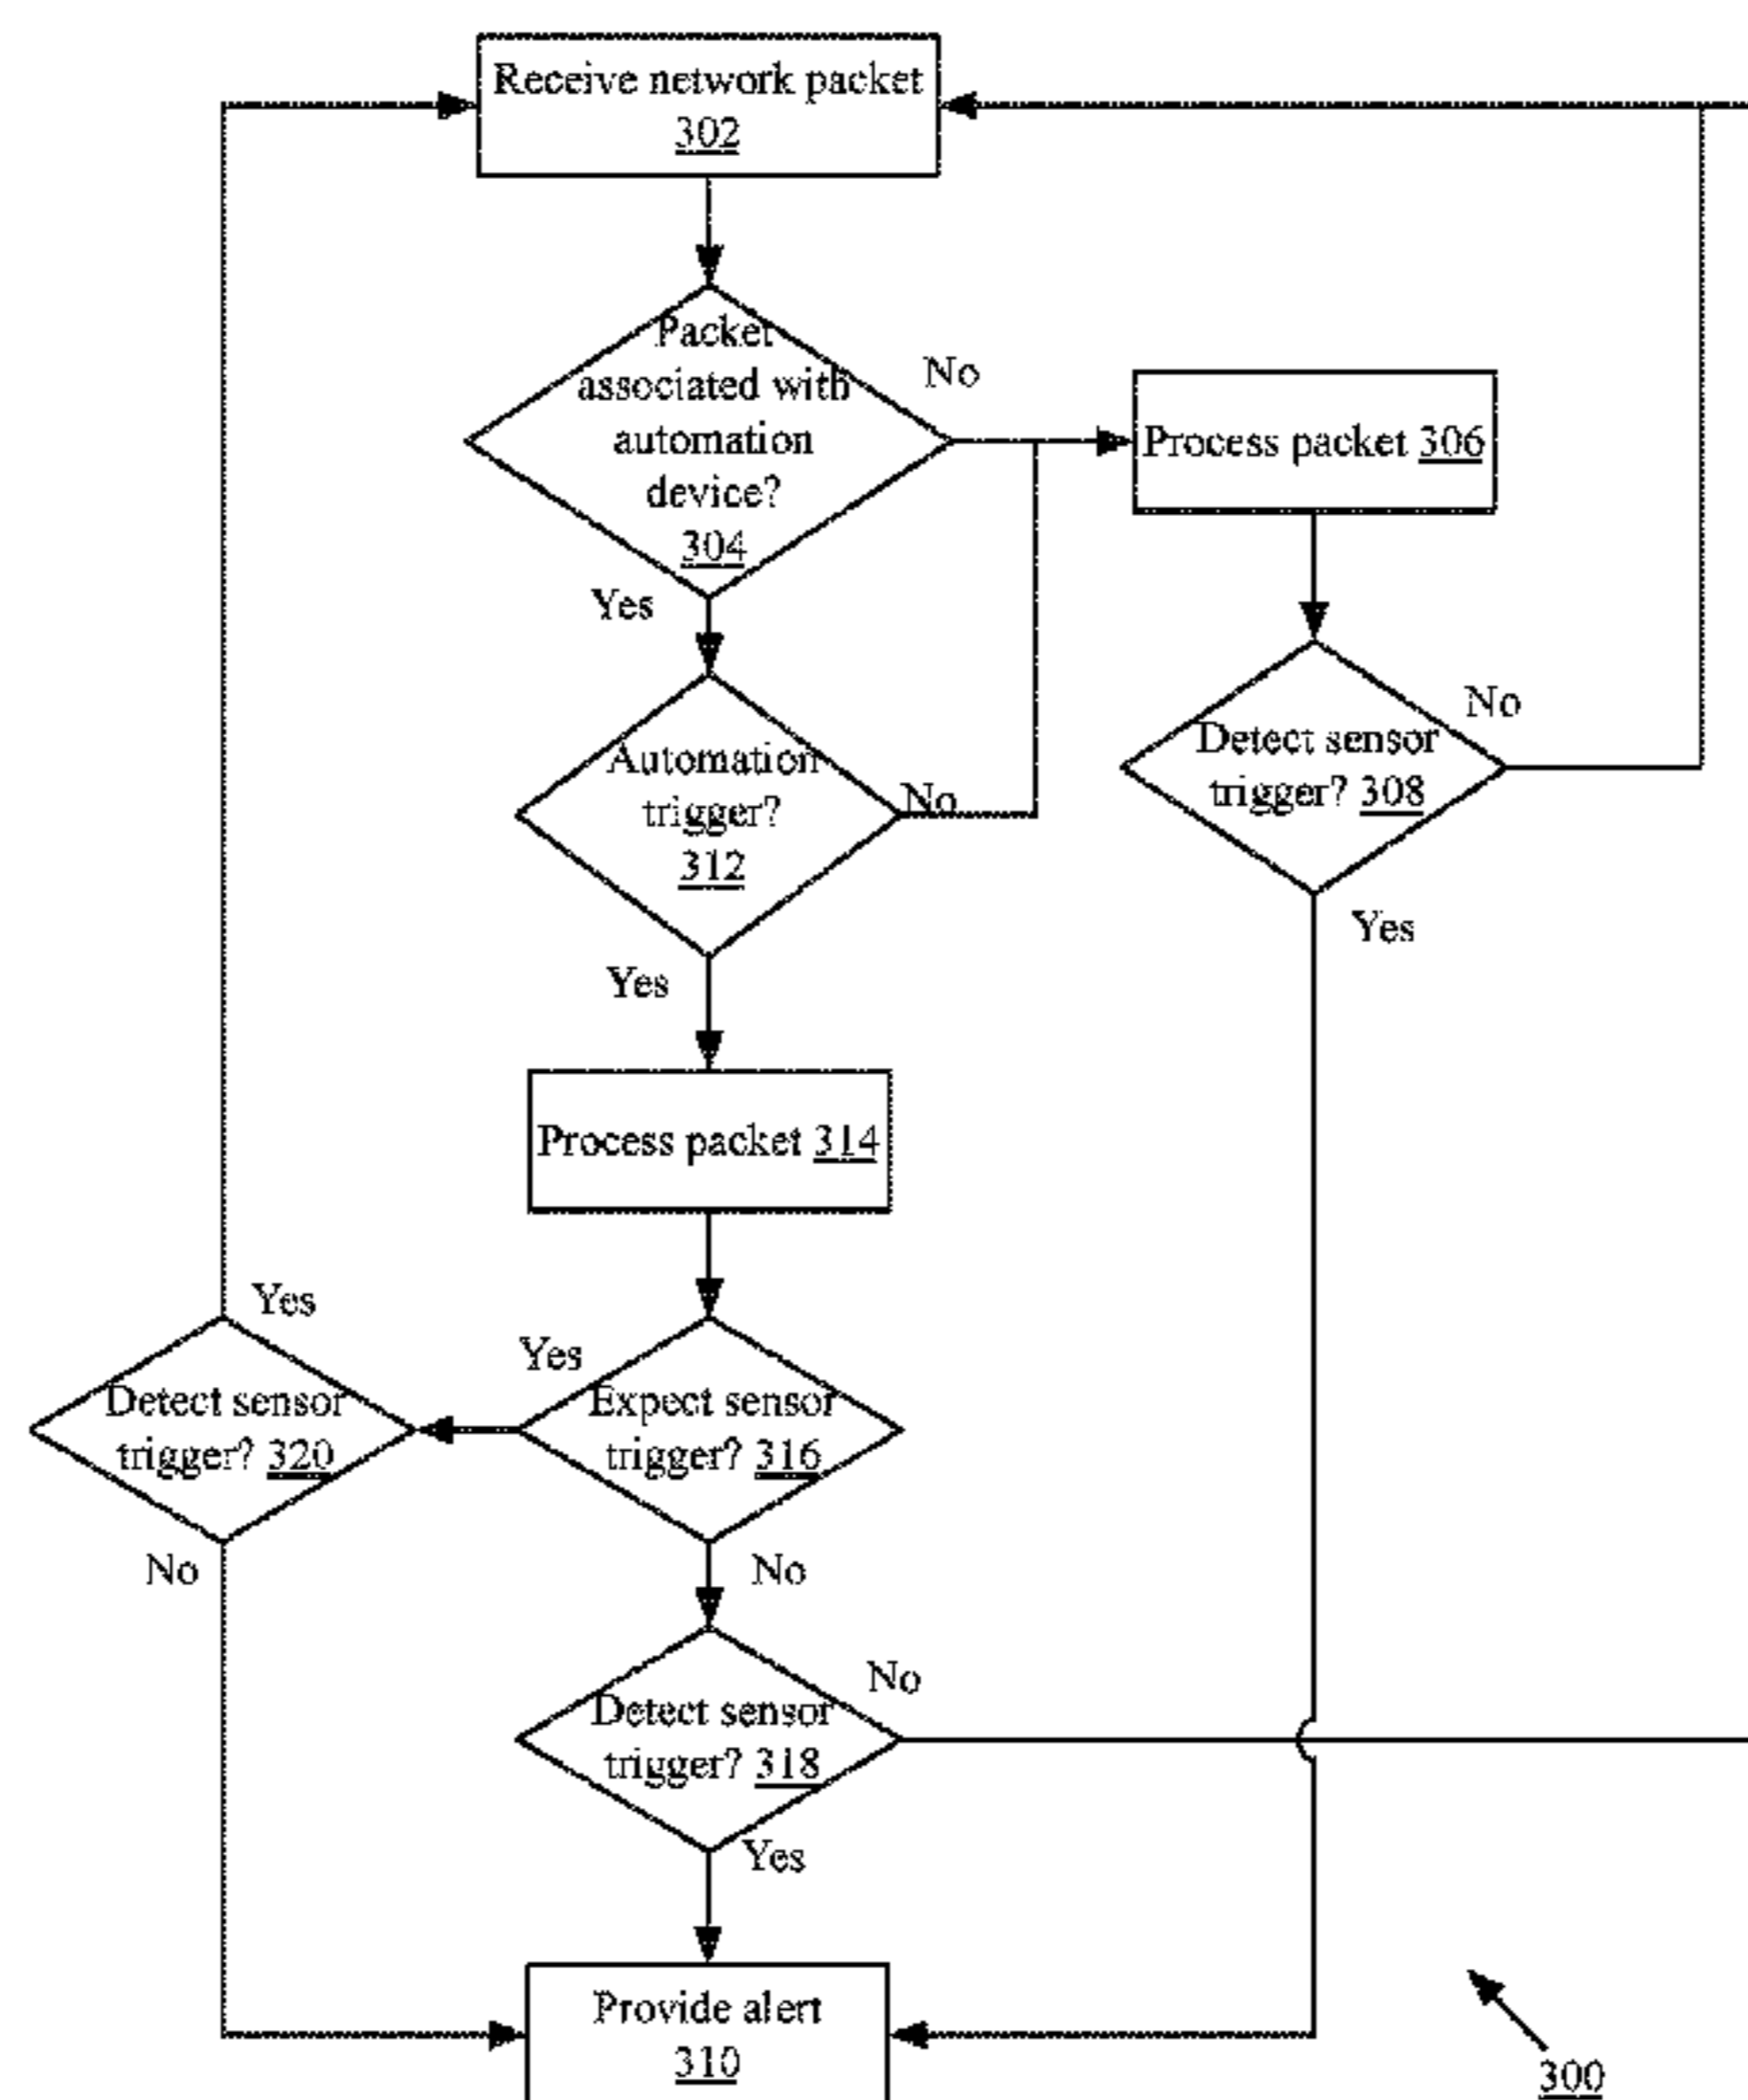 Receive network packet
302
Packet
associated with
automation
device?
304
No
Process packet 306
Yes
Automation
trigger?
312
No
Detect sensor
trigger? 308
No
Yes
Yes
Process packet 314
Yes
Detect sensor
trigger? 320
No
Yes
Expect sensor
trigger? 316
No
Detect sensor
trigger? 318
No
Yes
Provide alert
310
300